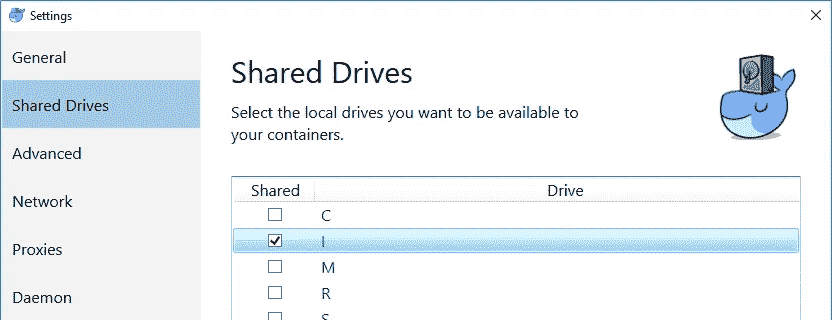 Settings
General
Shared Drives
Advanced
Network
Proxies
Daemon
Shared Drives
Select the local drives you want to be available to
your containers.
Shared Drive
C
I
M
R
S